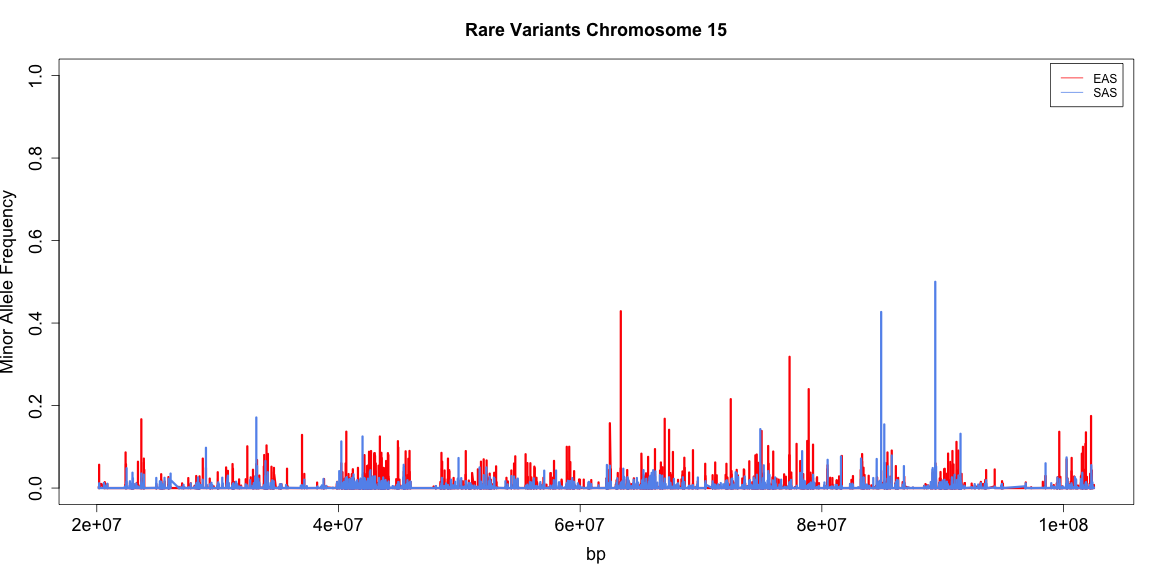 Rare Variants Chromosome 15
EAS
SAS
Minor Allele Frequency
1.0
0.8
0.6
0.4
0.2
0.0
2e+07 4e+07 6e+07 8e+07 1e+08
bp